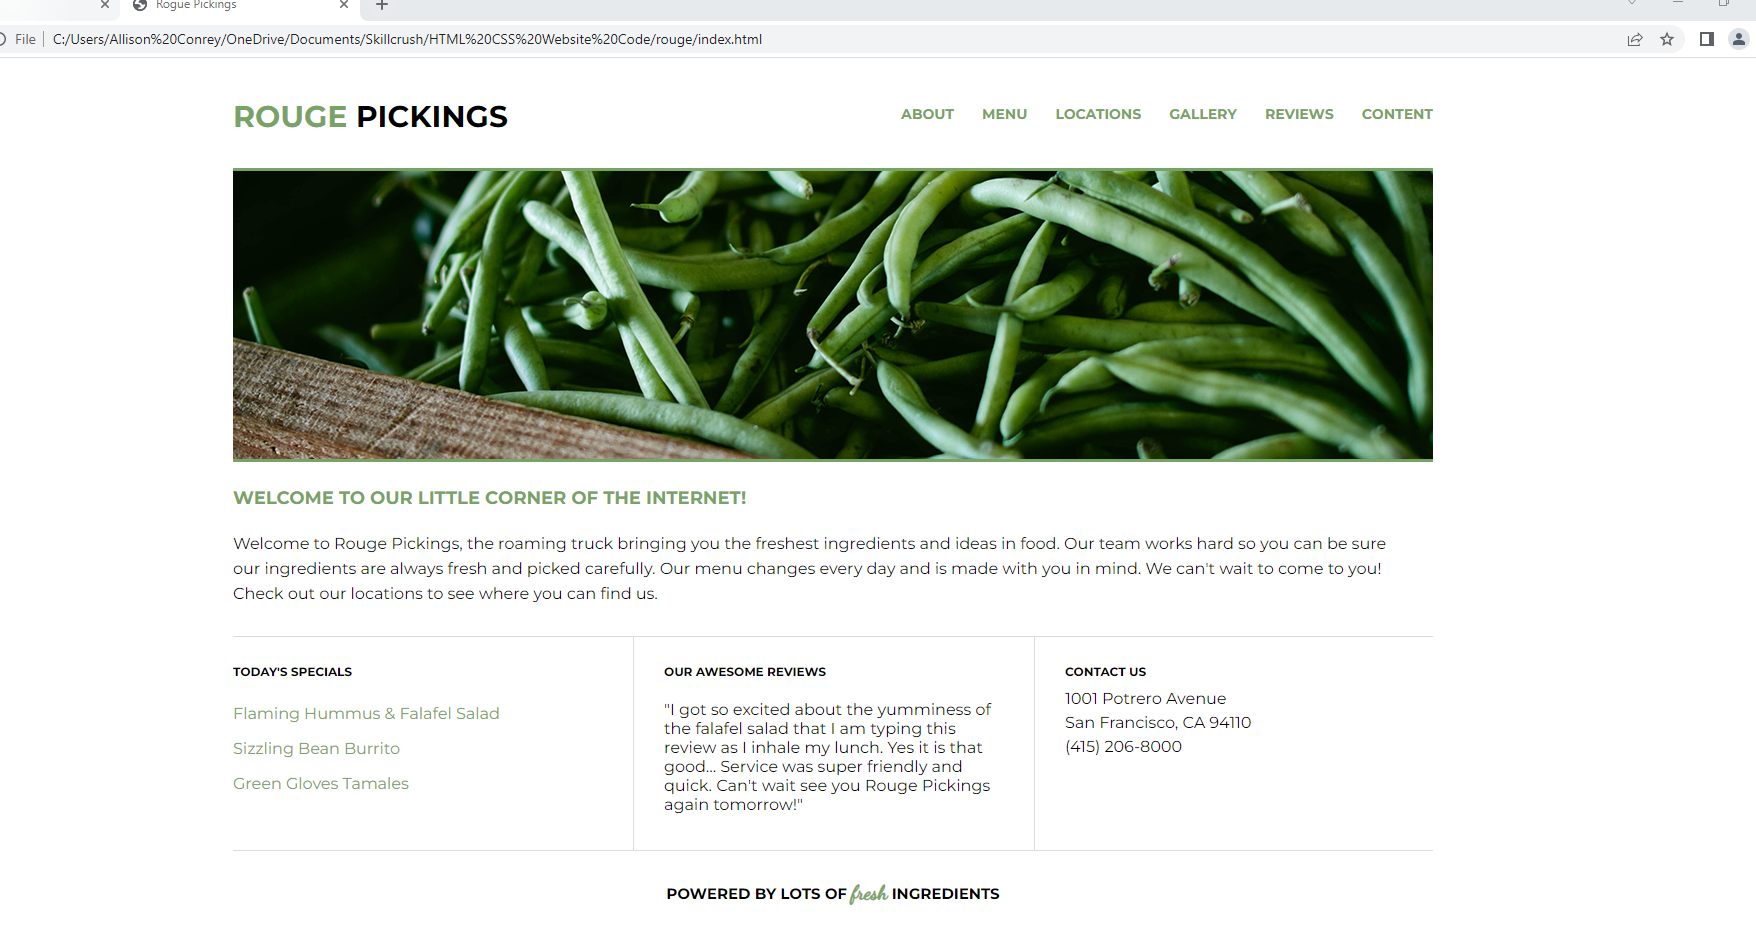 Rogue Pickings
File C:/Users/Allison%20Conrey/OneDrive/Documents/Skillcrush/HTML%20CSS%20Website%20Code/rouge/index.html
ROUGE PICKINGS
ABOUT MENU LOCATIONS GALLERY REVIEWS CONTENT
WELCOME TO OUR LITTLE CORNER OF THE INTERNET!
Welcome to Rouge Pickings, the roaming truck bringing you the freshest ingredients and ideas in food. Our team works hard so you can be sure
our ingredients are always fresh and picked carefully. Our menu changes every day and is made with you in mind. We can't wait to come to you!
Check out our locations to see where you can find us.
TODAY'S SPECIALS
Flaming Hummus & Falafel Salad
Sizzling Bean Burrito
Green Gloves Tamales
OUR AWESOME REVIEWS
"I got so excited about the yumminess of
the falafel salad that I am typing this
review as I inhale my lunch. Yes it is that
good... Service was super friendly and
quick. Can't wait see you Rouge Pickings
again tomorrow!"
CONTACT US
1001 Potrero Avenue
San Francisco, CA 94110
(415) 206-8000
POWERED BY LOTS OF fresh INGREDIENTS